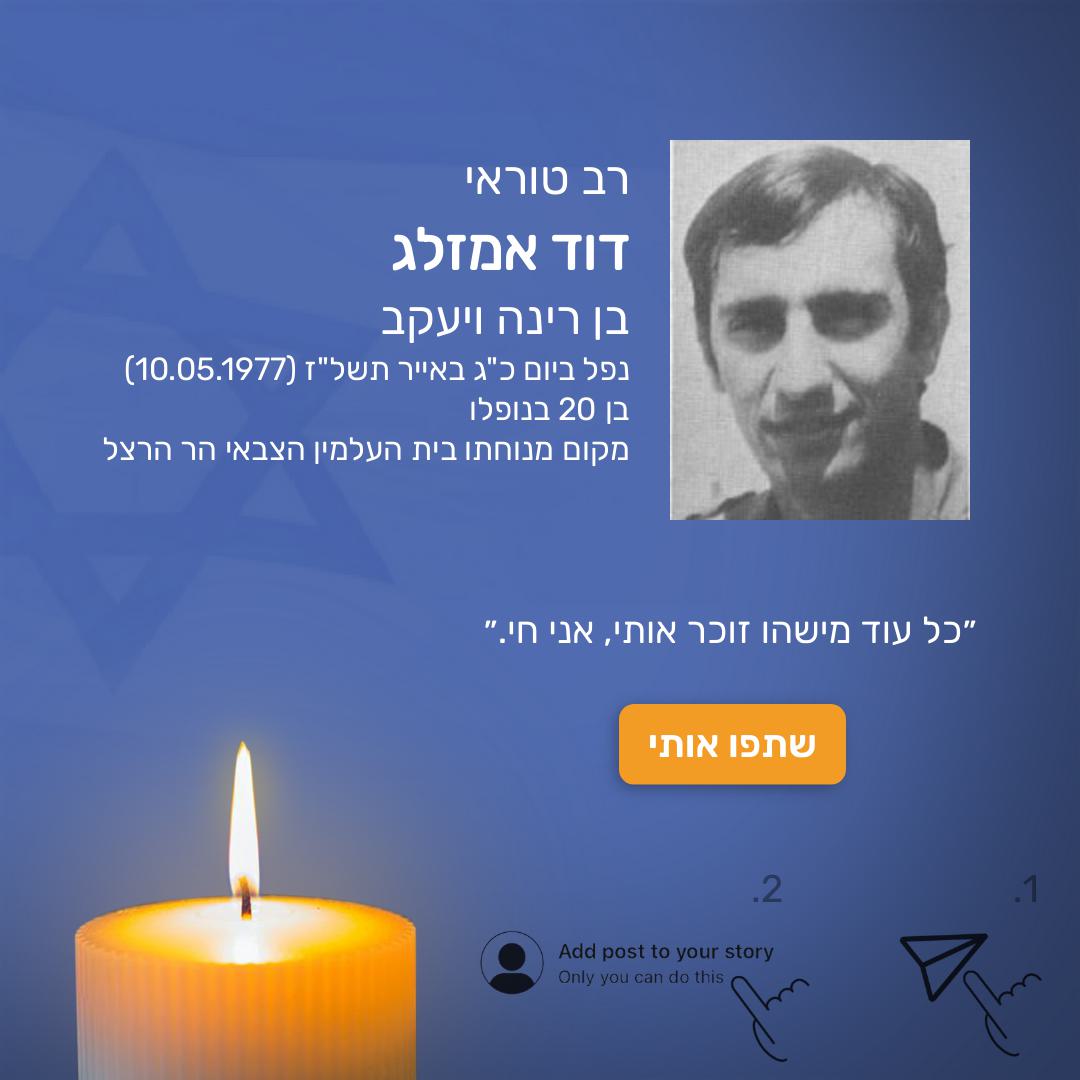 רב טוראי
דוד אמזלג
בן רינה ויעקב
נפל ביום כ"ג באייר תשל"ז (10.05.1977)
בן 20 בנופלו
מקום מנוחתו בית העלמין הצבאי הר הרצל
״כל עוד מישהו זוכר אותי, אני חי.״
שתפו אותי
1.
2.
Add post to your story
Only you can do this